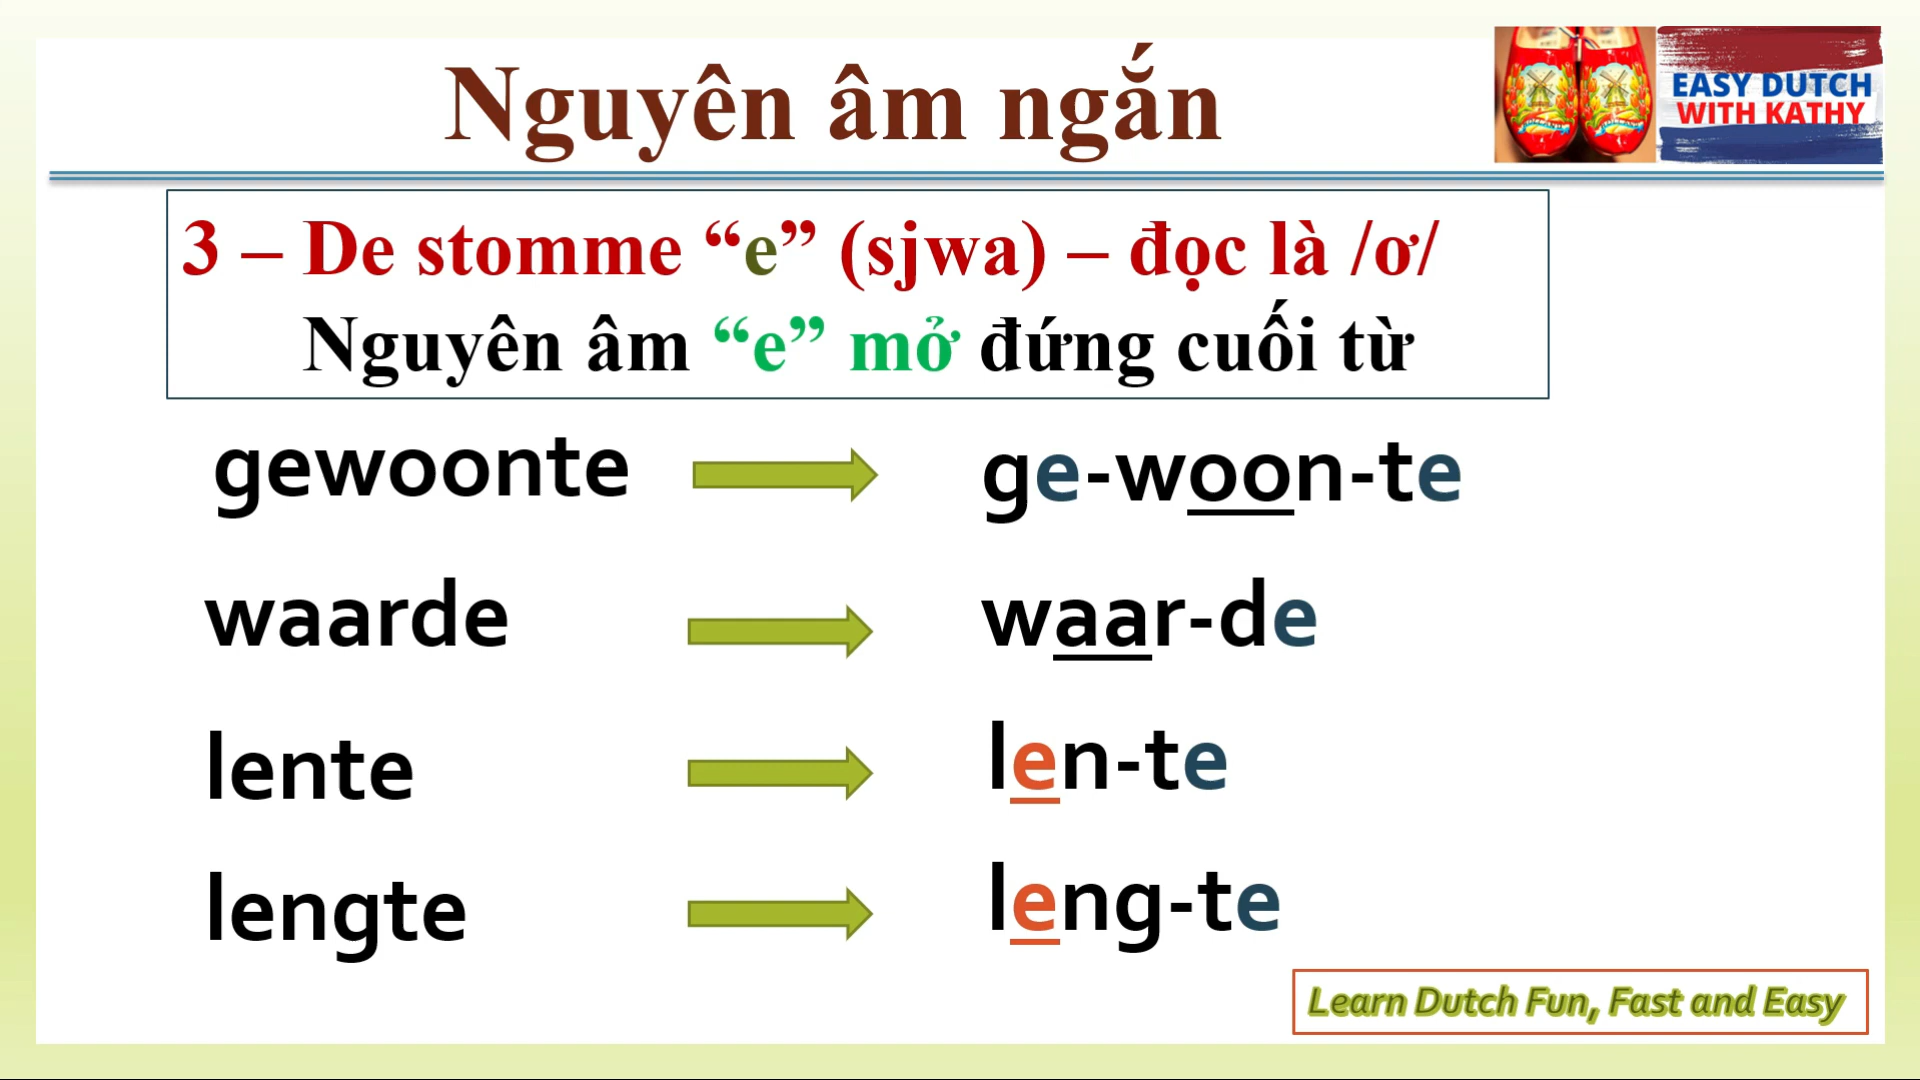 Nguyên âm ngắn
EASY DUTCH
WITH KATHY
3 – De stomme “e” (sjwa) – đọc là /ơ/
Nguyên âm “e” mở đứng cuối từ
gewoonte ge-woon-te
waarde waar-de
lente len-te
lengte leng-te
Learn Dutch Fun, Fast and Easy